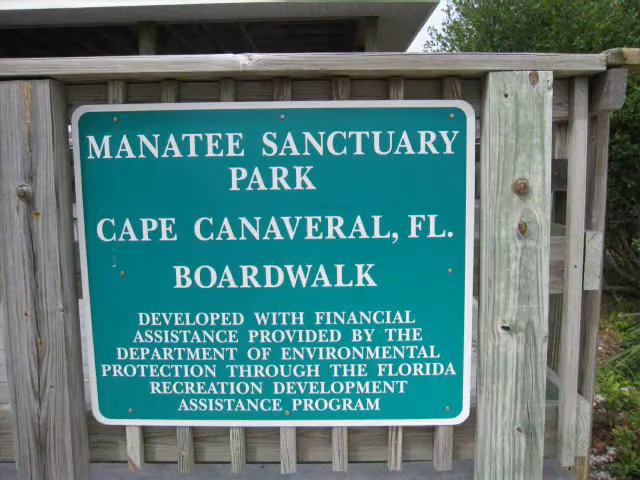 MANATEE SANCTUARY
PARK
CAPE CANAVERAL, FL.
BOARDWALK
DEVELOPED WITH FINANCIAL
ASSISTANCE PROVIDED BY THE
DEPARTMENT OF ENVIRONMENTAL
PROTECTION THROUGH THE FLORIDA
RECREATION DEVELOPMENT
ASSISTANCE PROGRAM